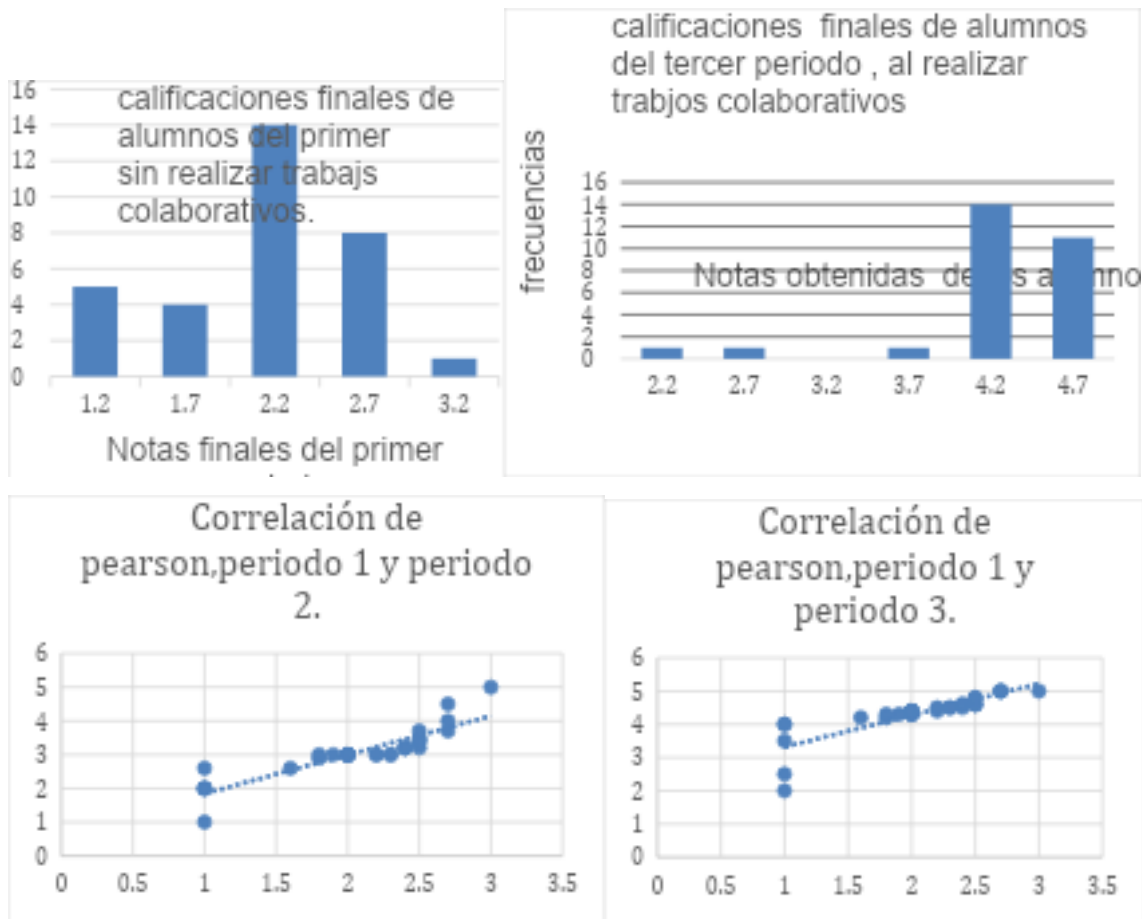 calificaciones finales de
alumnos del primer
sin realizar trabajs
colaborativos.
16
14
12
10
8
6
4
2
0
1.2 1.7 2.2 2.7 3.2
Notas finales del primer
calificaciones finales de alumnos
del tercer periodo , al realizar
trabjos colaborativos
frecuencias
16
14
12
10
8
6
4
2
0
Notas obtenidas
2.2 2.7 3.2 3.7 4.2 4.7
Correlación de
pearson,periodo 1 y periodo
2.
6
5
4
3
2
1
0
0 0.5 1 1.5 2 2.5 3 3.5
Correlación de
pearson,periodo 1 y
periodo 3.
6
5
4
3
2
1
0
0 0.5 1 1.5 2 2.5 3 3.5